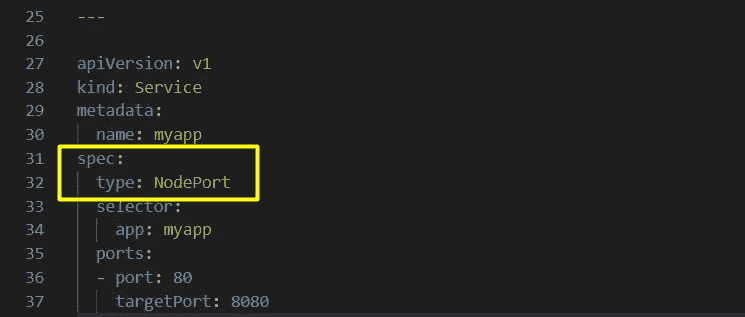 25 ---
26
27 apiVersion: v1
28 kind: Service
29 metadata:
30   name: myapp
31 spec:
32   type: NodePort
33   selector:
34     app: myapp
35   ports:
36   - port: 80
37     targetPort: 8080